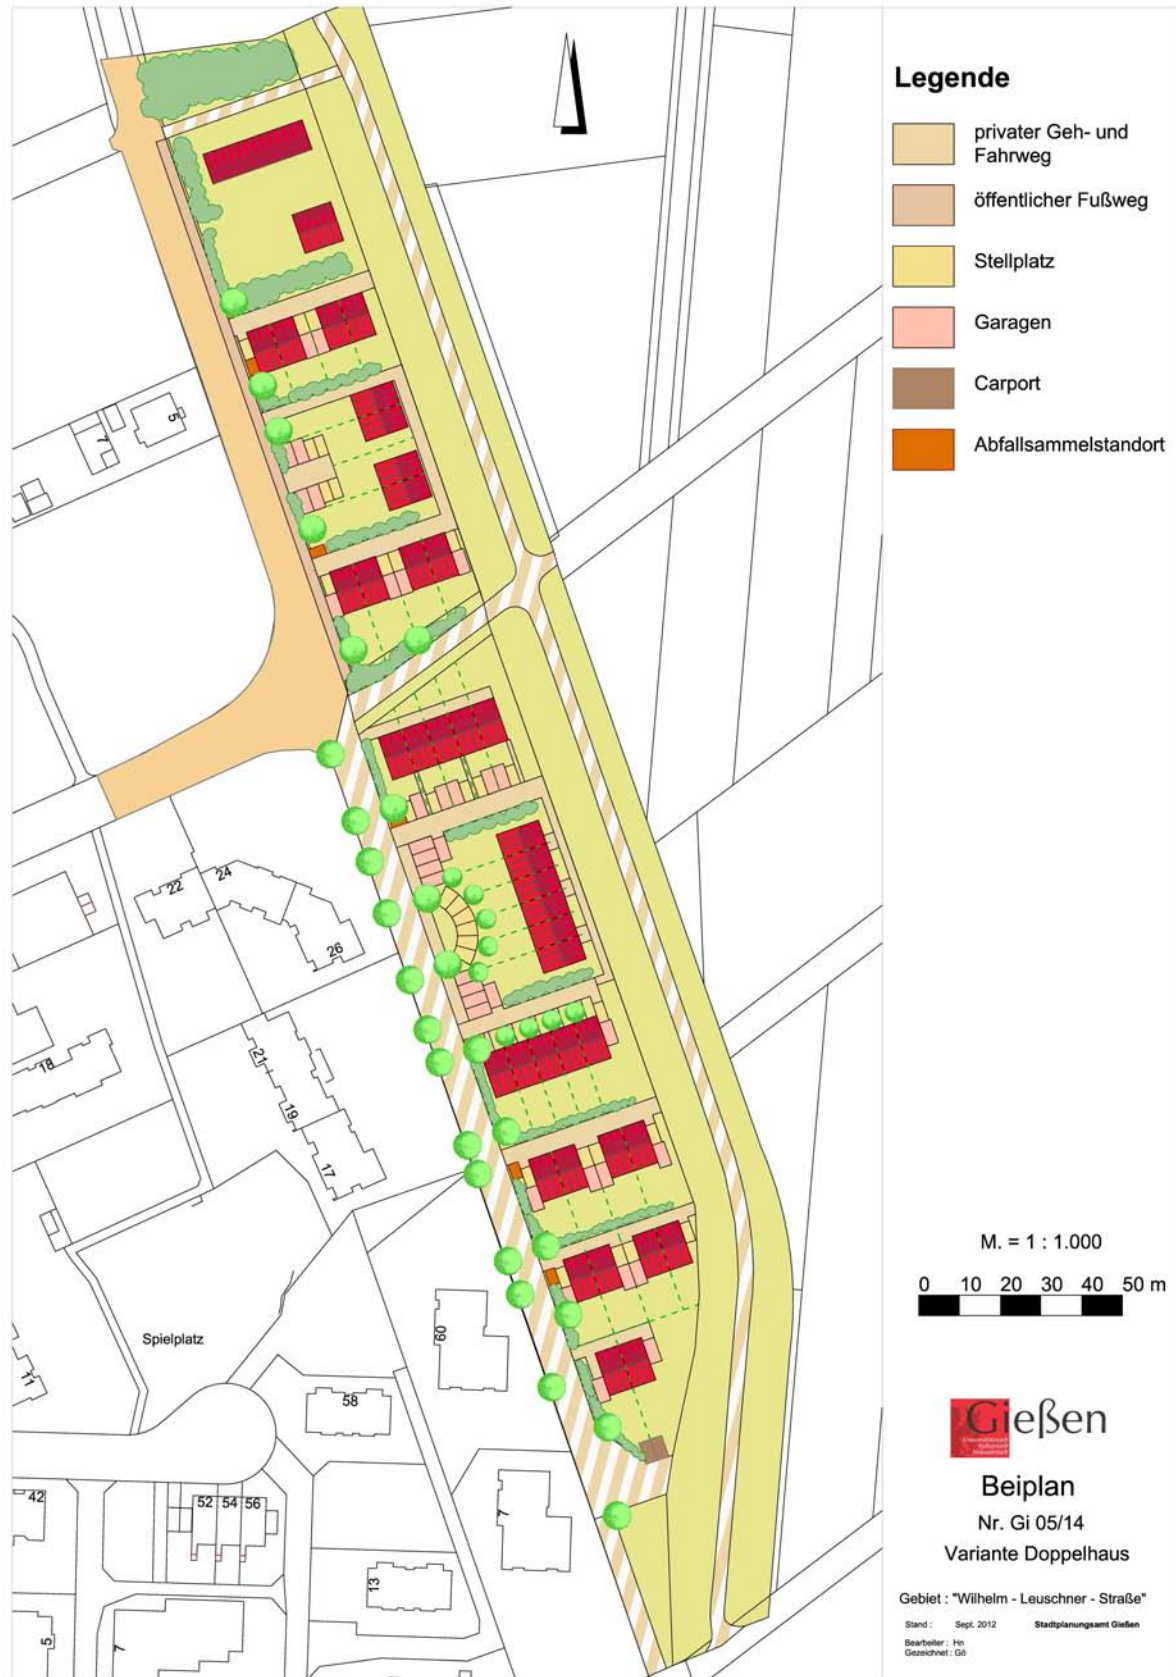 Legende
privater Geh- und
Fahrweg
öffentlicher Fußweg
Stellplatz
Garagen
Carport
Abfallsammelstandort
5
7
22
24
26
18
21
19
17
Spielplatz
11
60
58
42
52 54 56
7
13
5
7
M. = 1 : 1.000
0 10 20 30 40 50 m
Gießen
Beiplan
Nr. Gi 05/14
Variante Doppelhaus
Gebiet : "Wilhelm - Leuschner - Straße"
Stand : Sept. 2012 Stadtplanungsamt Gießen
Bearbeiter : Hn
Gezeichnet : Gö